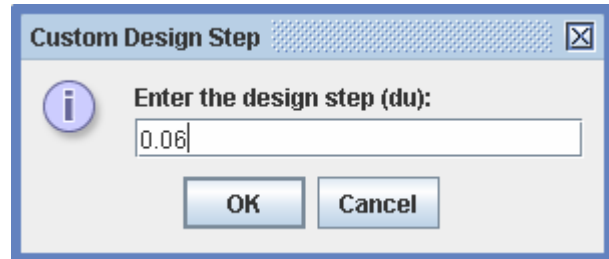 Custom Design Step
Enter the design step (du):
0.06
OK Cancel